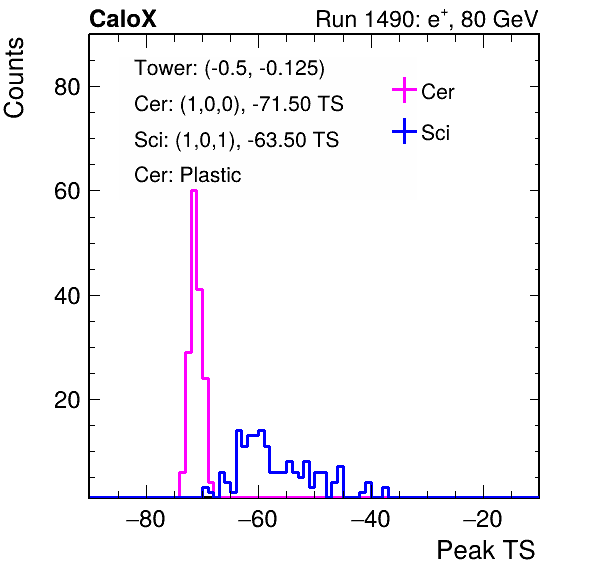 CaloX Run 1490: e⁺, 80 GeV
Counts
Tower: (-0.5, -0.125)
Cer: (1,0,0), -71.50 TS
Sci: (1,0,1), -63.50 TS
Cer: Plastic
Cer
Sci
80
60
40
20
−80 −60 −40 −20
Peak TS